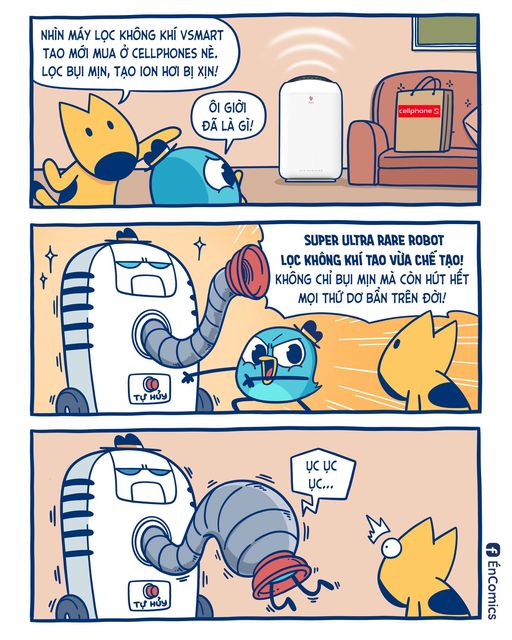 NHÌN MÁY LỌC KHÔNG KHÍ VSMART
TAO MỚI MUA Ở CELLPHONES NÈ.
LỌC BỤI MỊN, TẠO ION HƠI BỊ XỊN!
ÔI GIỜI
ĐÃ LÀ GÌ!
cellphoneS
SUPER ULTRA RARE ROBOT
LỌC KHÔNG KHÍ TAO VỪA CHẾ TẠO!
KHÔNG CHỈ BỤI MỊN MÀ CÒN HÚT HẾT
MỌI THỨ DƠ BẨN TRÊN ĐỜI!
TỰ HỦY
ỤC ỤC
ỤC...
TỰ HỦY
f ÉnComics